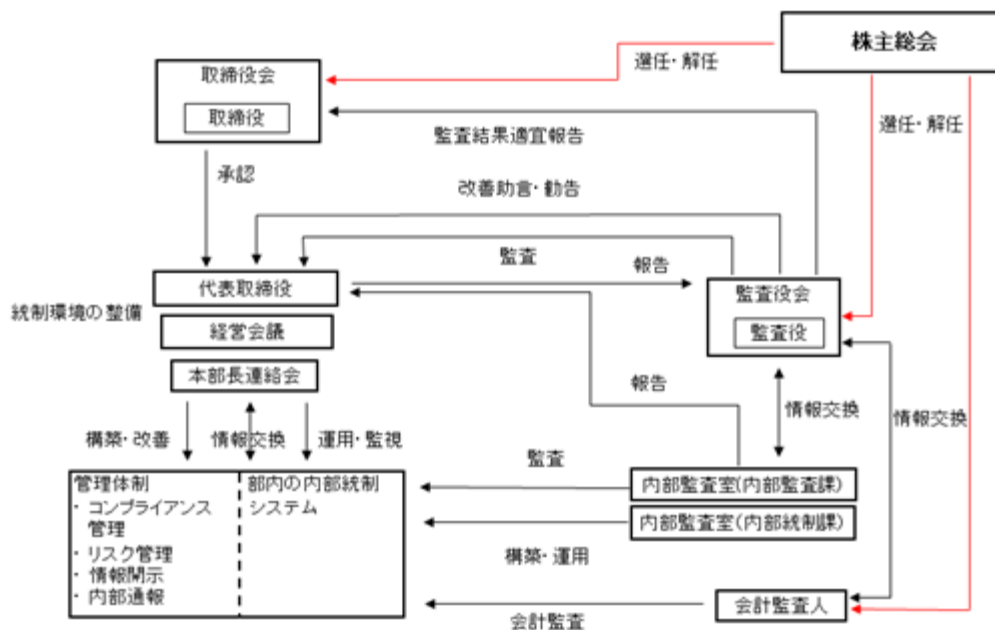 株主総会
選任・解任
取締役会
取締役
選任・解任
監査結果適宜報告
承認
改善助言・勧告
監査
報告
代表取締役
監査役会
統制環境の整備
経営会議
監査役
本部長連絡会
報告
情報交換
情報交換
構築・改善
情報交換
運用・監視
監査
管理体制
部内の内部統制
内部監査室(内部監査課)
・コンプライアンス
システム
管理
内部監査室(内部統制課)
・リスク管理
構築・運用
・情報開示
・内部通報
会計監査人
会計監査